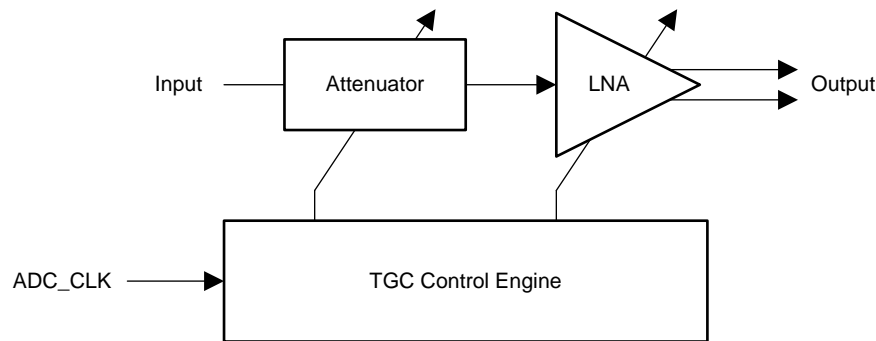 Input
Attenuator
LNA
Output
ADC_CLK
TGC Control Engine